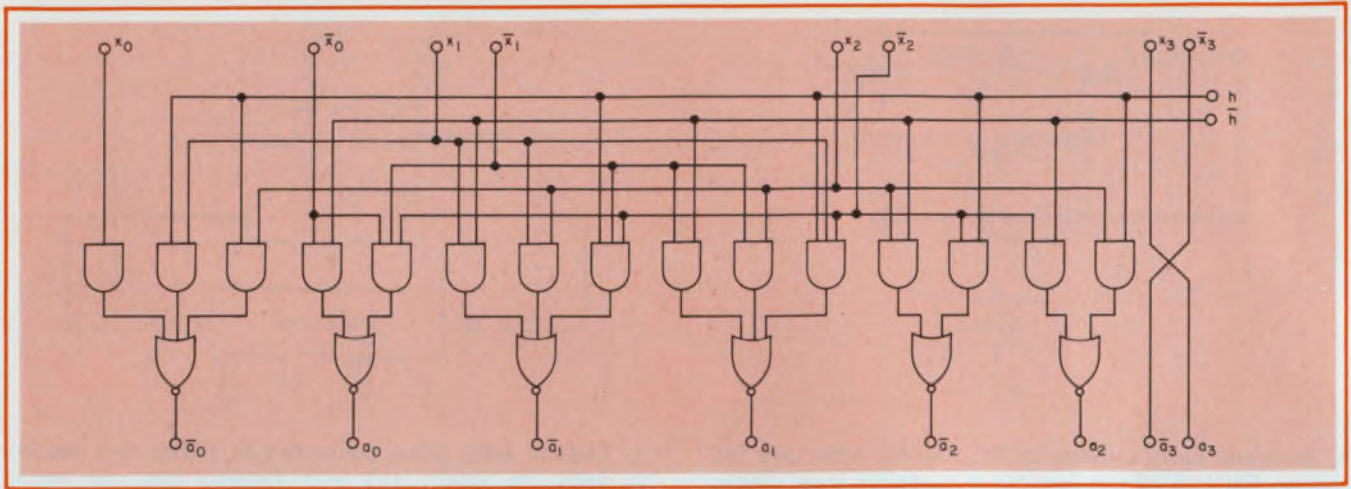 x0 x̄0 x1 x̄1 x2 x̄2 x3 x̄3
h
h̄
ā0 a0 ā1 a1 ā2 a2 ā3 a3